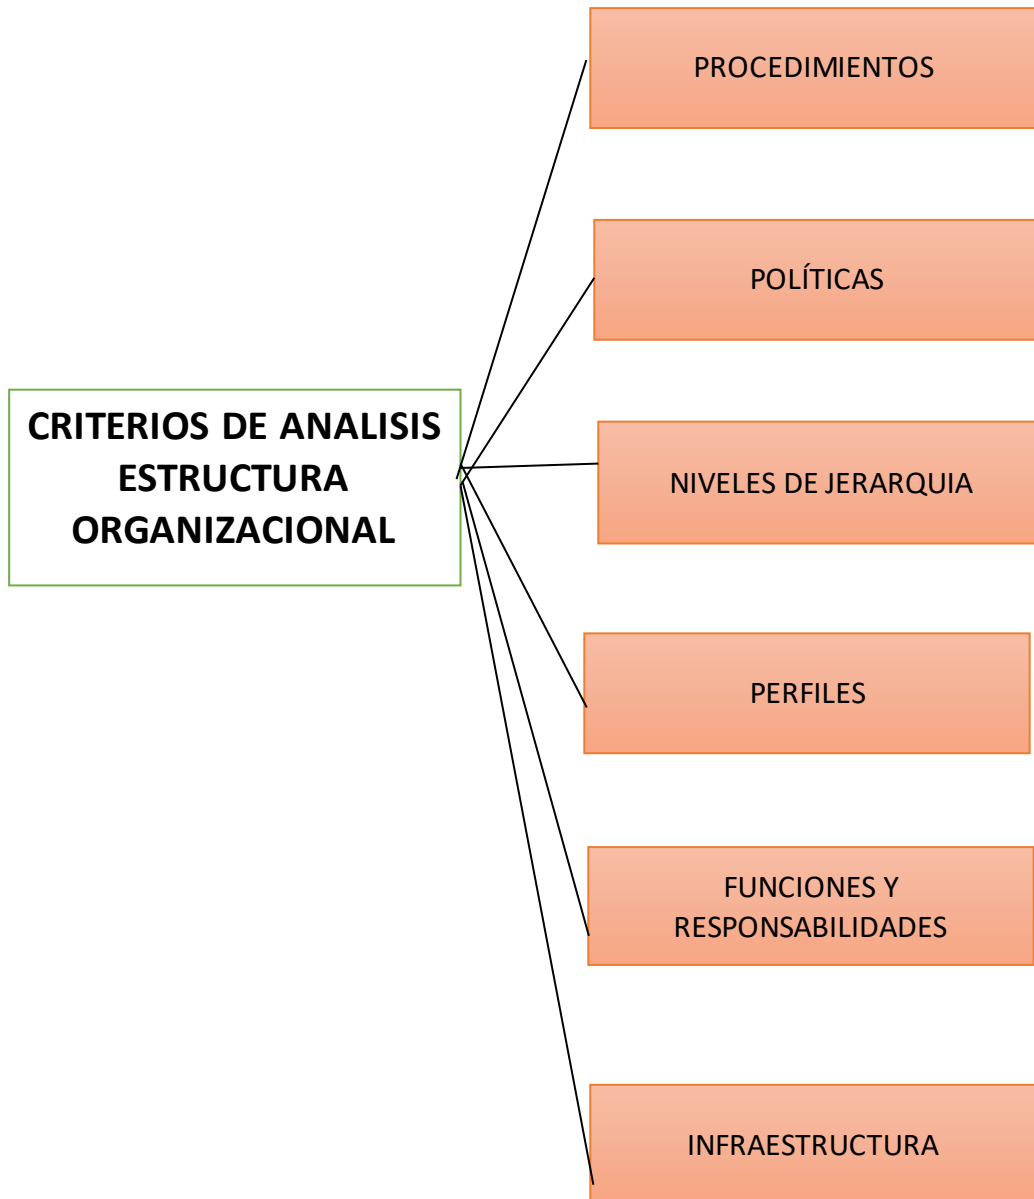 PROCEDIMIENTOS
POLÍTICAS
CRITERIOS DE ANALISIS
ESTRUCTURA
ORGANIZACIONAL
NIVELES DE JERARQUIA
PERFILES
FUNCIONES Y
RESPONSABILIDADES
INFRAESTRUCTURA